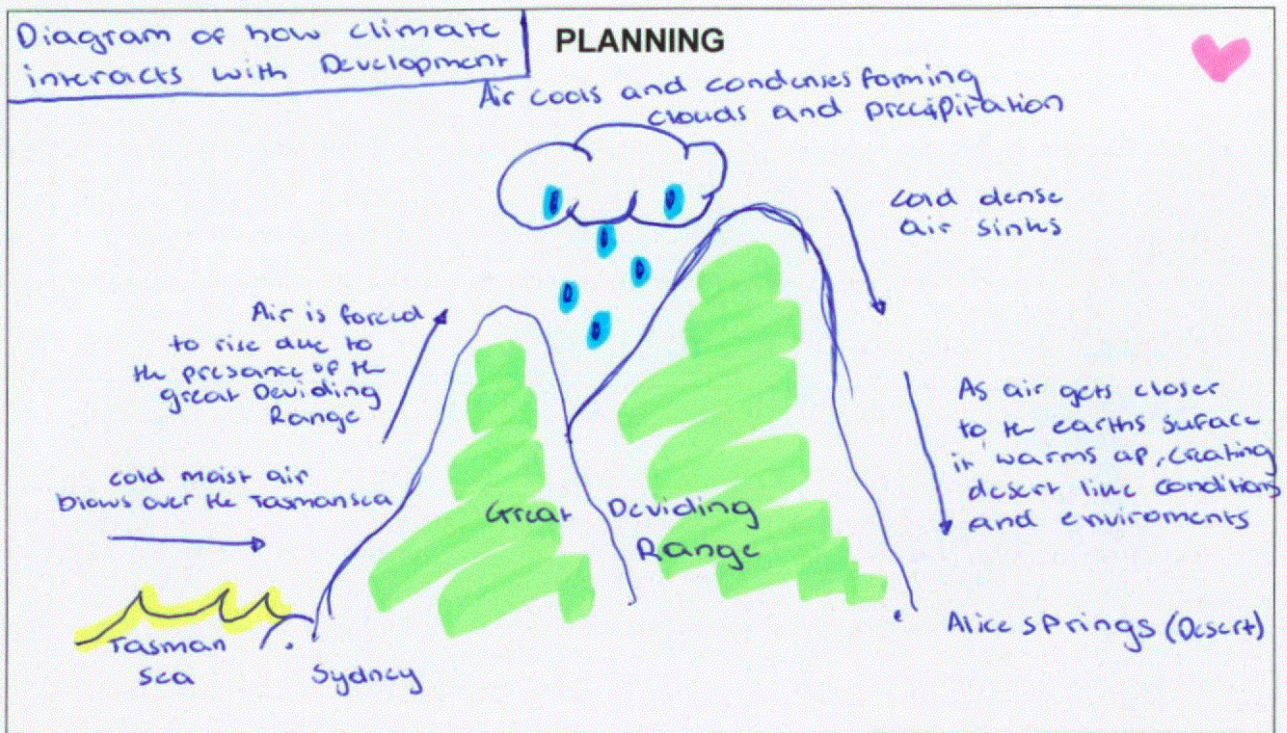 Diagram of how climate
interacts with Development
PLANNING
Air cools and condenses forming
clouds and precipitation
cold dense
air sinks
Air is forced
to rise due to
the presance of the
great Deviding
Range
As air gets closer
to the earths surface
it warms up, creating
desert like conditions
and enviroments
cold moist air
blows over the Tasman sea
Great Deviding
Range
Tasman
Sea
Sydney
Alice springs (Desert)